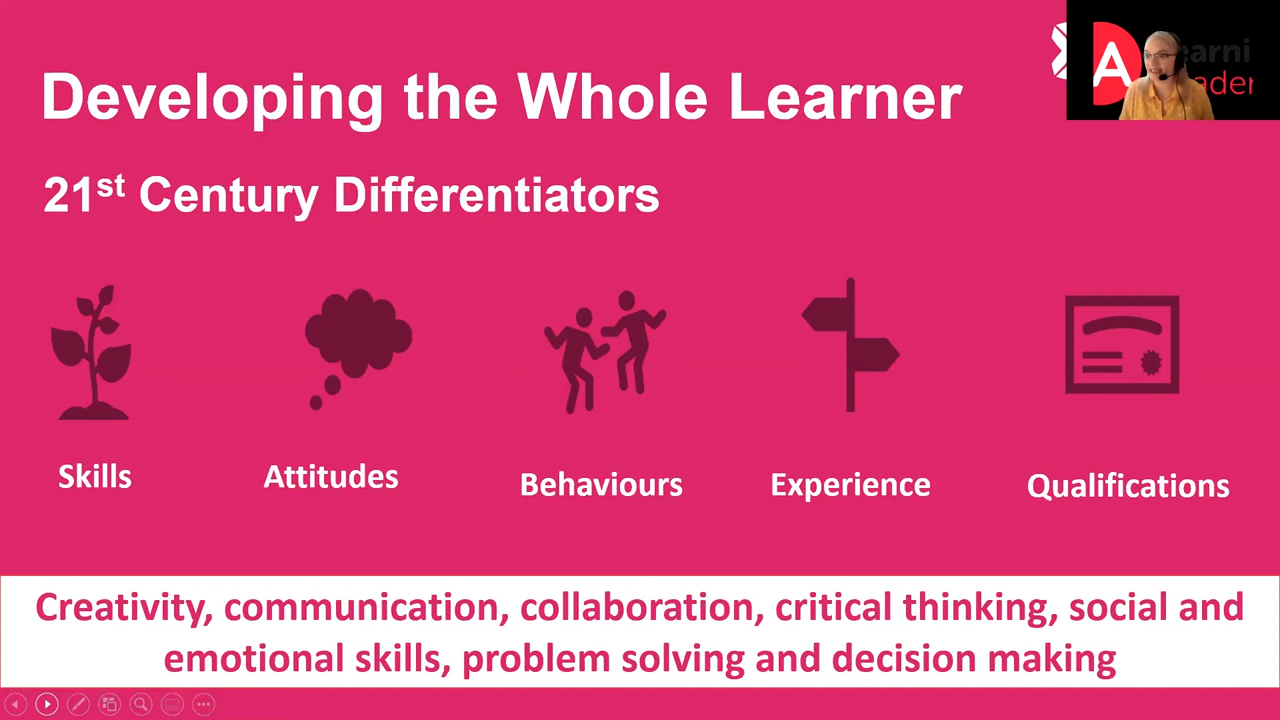 Developing the Whole Learner
21st Century Differentiators
Skills
Attitudes
Behaviours
Experience
Qualifications
Creativity, communication, collaboration, critical thinking, social and
emotional skills, problem solving and decision making
A